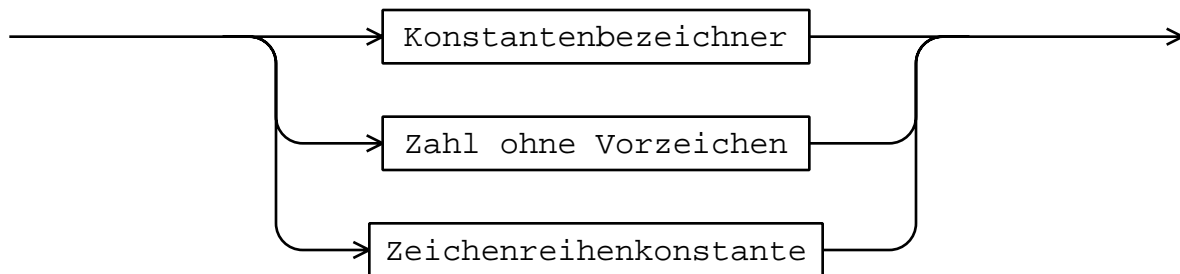 Konstantenbezeichner
Zahl ohne Vorzeichen
Zeichenreihenkonstante